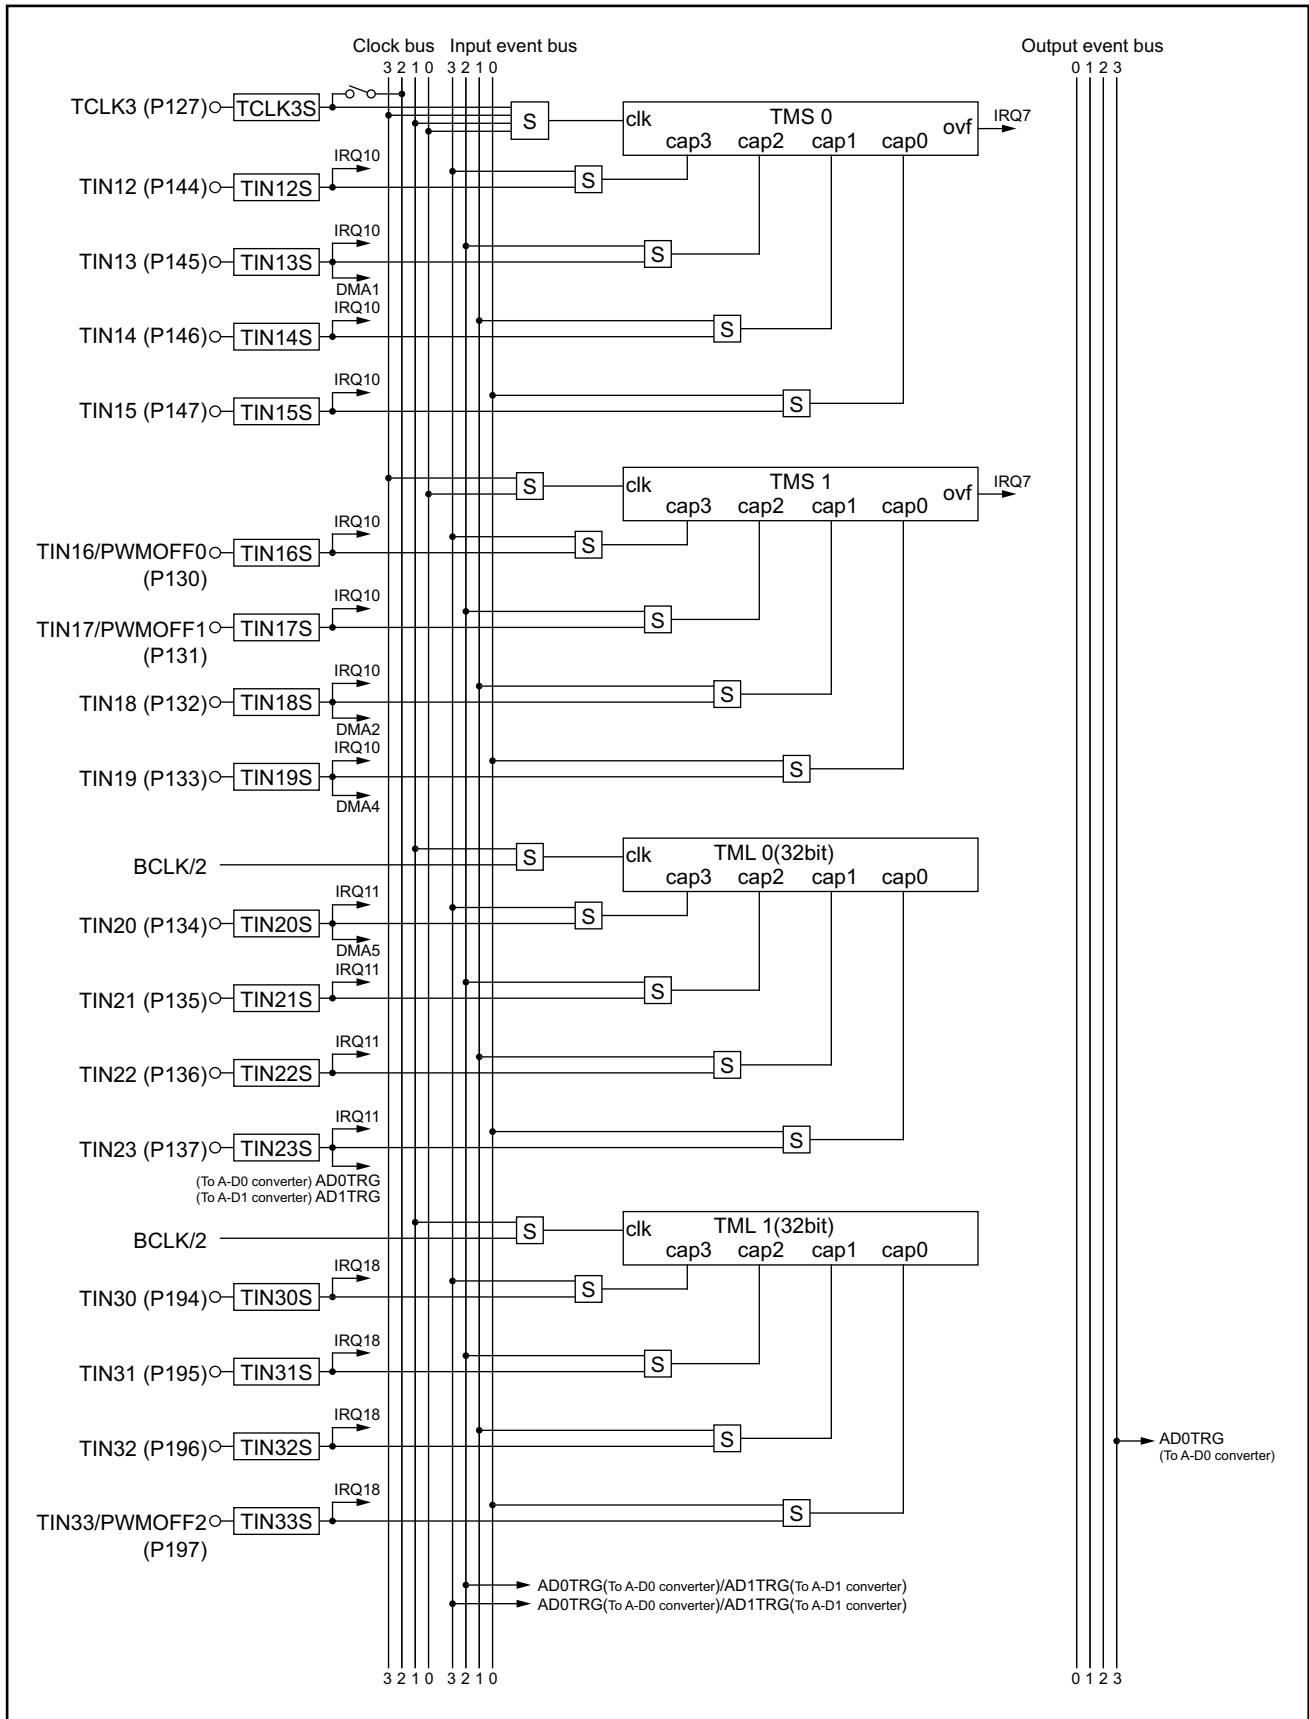 Clock bus Input event bus Output event bus
3 2 1 0 3 2 1 0 0 1 2 3
TCLK3 (P127) TCLK3S S clk TMS 0 ovf IRQ7
cap3 cap2 cap1 cap0
IRQ10
TIN12 (P144) TIN12S S
IRQ10
TIN13 (P145) TIN13S S
DMA1
IRQ10
TIN14 (P146) TIN14S S
IRQ10
TIN15 (P147) TIN15S S
S clk TMS 1 ovf IRQ7
cap3 cap2 cap1 cap0
IRQ10
TIN16/PWMOFF0 TIN16S S
(P130)
IRQ10
TIN17/PWMOFF1 TIN17S S
(P131)
IRQ10
TIN18 (P132) TIN18S S
DMA2
IRQ10
TIN19 (P133) TIN19S S
DMA4
BCLK/2 S clk TML 0(32bit)
cap3 cap2 cap1 cap0
IRQ11
TIN20 (P134) TIN20S S
DMA5
IRQ11
TIN21 (P135) TIN21S S
IRQ11
TIN22 (P136) TIN22S S
IRQ11
TIN23 (P137) TIN23S S
(To A-D0 converter) AD0TRG
(To A-D1 converter) AD1TRG
BCLK/2 S clk TML 1(32bit)
cap3 cap2 cap1 cap0
IRQ18
TIN30 (P194) TIN30S S
IRQ18
TIN31 (P195) TIN31S S
IRQ18
TIN32 (P196) TIN32S S AD0TRG
(To A-D0 converter)
IRQ18
TIN33/PWMOFF2 TIN33S S
(P197)
AD0TRG(To A-D0 converter)/AD1TRG(To A-D1 converter)
AD0TRG(To A-D0 converter)/AD1TRG(To A-D1 converter)
3 2 1 0 3 2 1 0 0 1 2 3